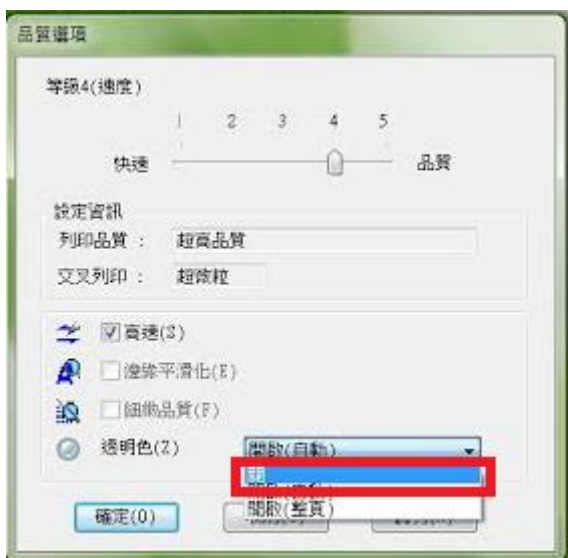 品質選項
等級4(速度)
1 2 3 4 5
快速 品質
設定資訊
列印品質 : 超高品質
交叉列印 : 超微粒
高速(S)
邊緣平滑化(E)
細緻品質(F)
透明色(Z) 開啟(自動)
關
開啟(整頁)
確定(O)